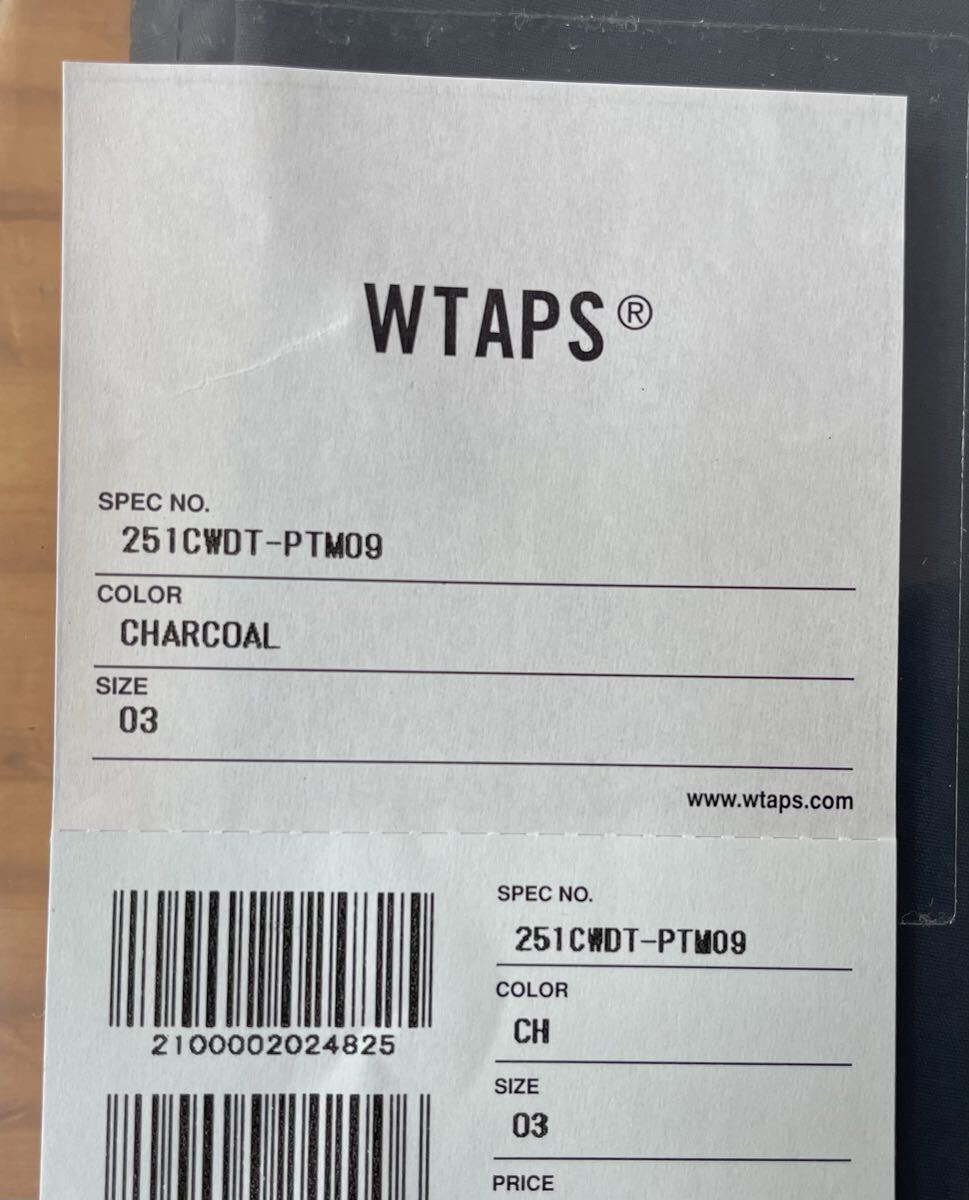 WTAPS®
SPEC NO.
251CWDT-PTM09
COLOR
CHARCOAL
SIZE
03
www.wtaps.com
2100002024825
SPEC NO.
251CWDT-PTM09
COLOR
CH
SIZE
03
PRICE